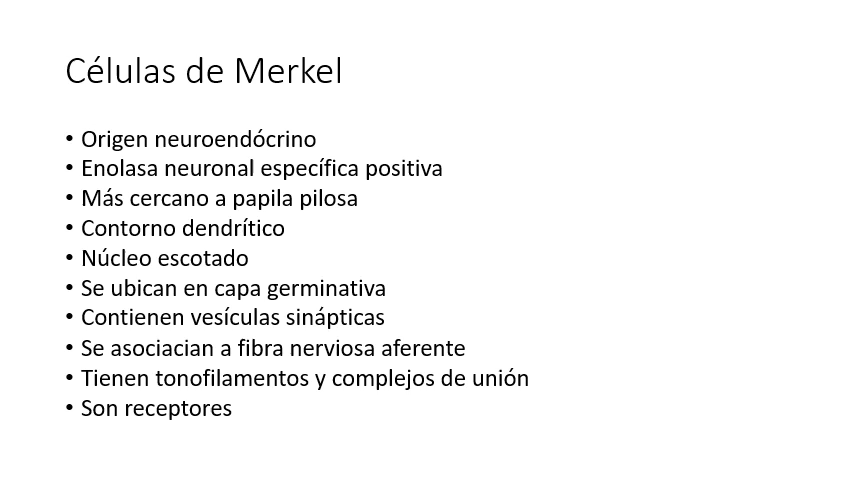 Células de Merkel
• Origen neuroendócrino
• Enolasa neuronal específica positiva
• Más cercano a papila pilosa
• Contorno dendrítico
• Núcleo escotado
• Se ubican en capa germinativa
• Contienen vesículas sinápticas
• Se asociacian a fibra nerviosa aferente
• Tienen tonofilamentos y complejos de unión
• Son receptores